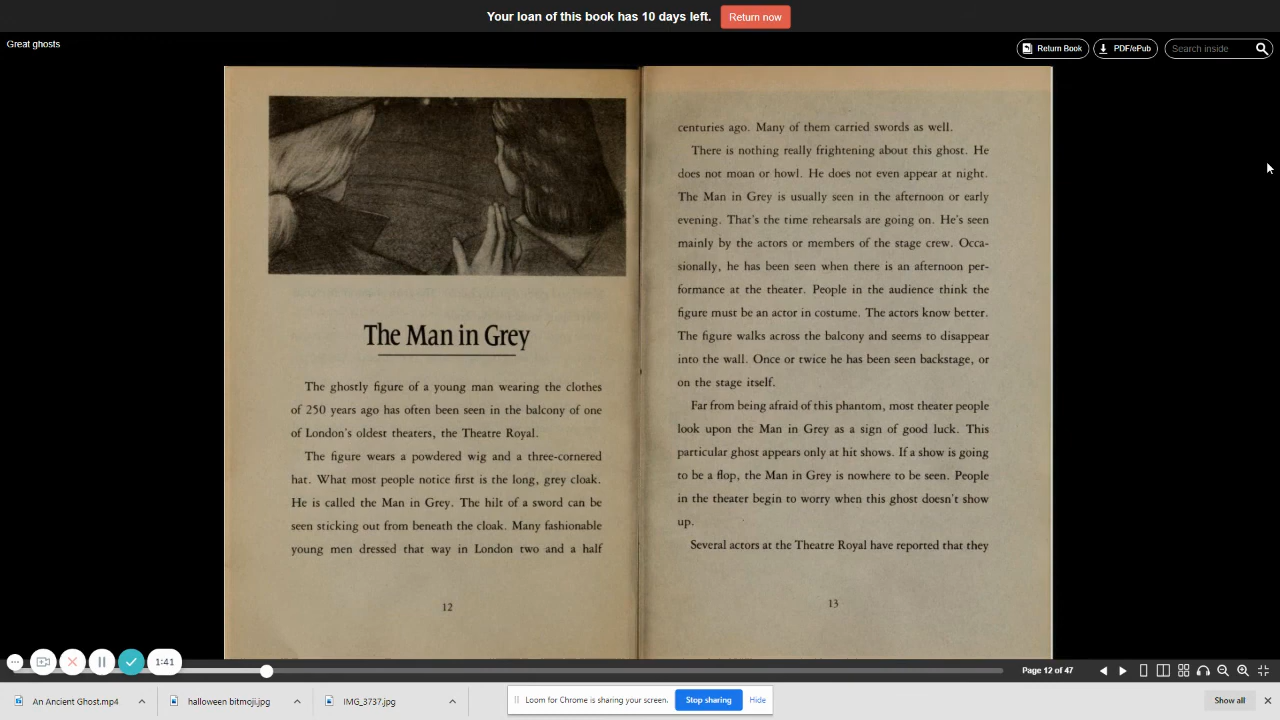 Your loan of this book has 10 days left.
Return now
Great ghosts
Return Book
PDF/ePub
Search inside
The Man in Grey
The ghostly figure of a young man wearing the clothes
of 250 years ago has often been seen in the balcony of one
of London's oldest theaters, the Theatre Royal.
The figure wears a powdered wig and a three-cornered
hat. What most people notice first is the long, grey cloak.
He is called the Man in Grey. The hilt of a sword can be
seen sticking out from beneath the cloak. Many fashionable
young men dressed that way in London two and a half
12
centuries ago. Many of them carried swords as well.
There is nothing really frightening about this ghost. He
does not moan or howl. He does not even appear at night.
The Man in Grey is usually seen in the afternoon or early
evening. That's the time rehearsals are going on. He's seen
mainly by the actors or members of the stage crew. Occa-
sionally, he has been seen when there is an afternoon per-
formance at the theater. People in the audience think the
figure must be an actor in costume. The actors know better.
The figure walks across the balcony and seems to disappear
into the wall. Once or twice he has been seen backstage, or
on the stage itself.
Far from being afraid of this phantom, most theater people
look upon the Man in Grey as a sign of good luck. This
particular ghost appears only at hit shows. If a show is going
to be a flop, the Man in Grey is nowhere to be seen. People
in the theater begin to worry when this ghost doesn't show
up.
Several actors at the Theatre Royal have reported that they
13
1:41
Page 12 of 47
An Ancient Ghost.mp4
halloween bitmoji.jpg
IMG_3737.jpg
Loom for Chrome is sharing your screen.
Stop sharing
Hide
Show all